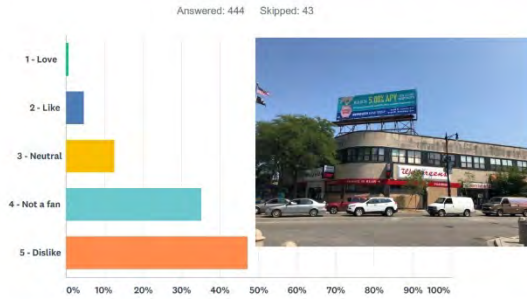 Answered: 444 Skipped: 43
1 - Love
2 - Like
3 - Neutral
4 - Not a fan
5 - Dislike
0% 10% 20% 30% 40% 50% 60% 70% 80% 90% 100%
5.00% APY
Walgreens